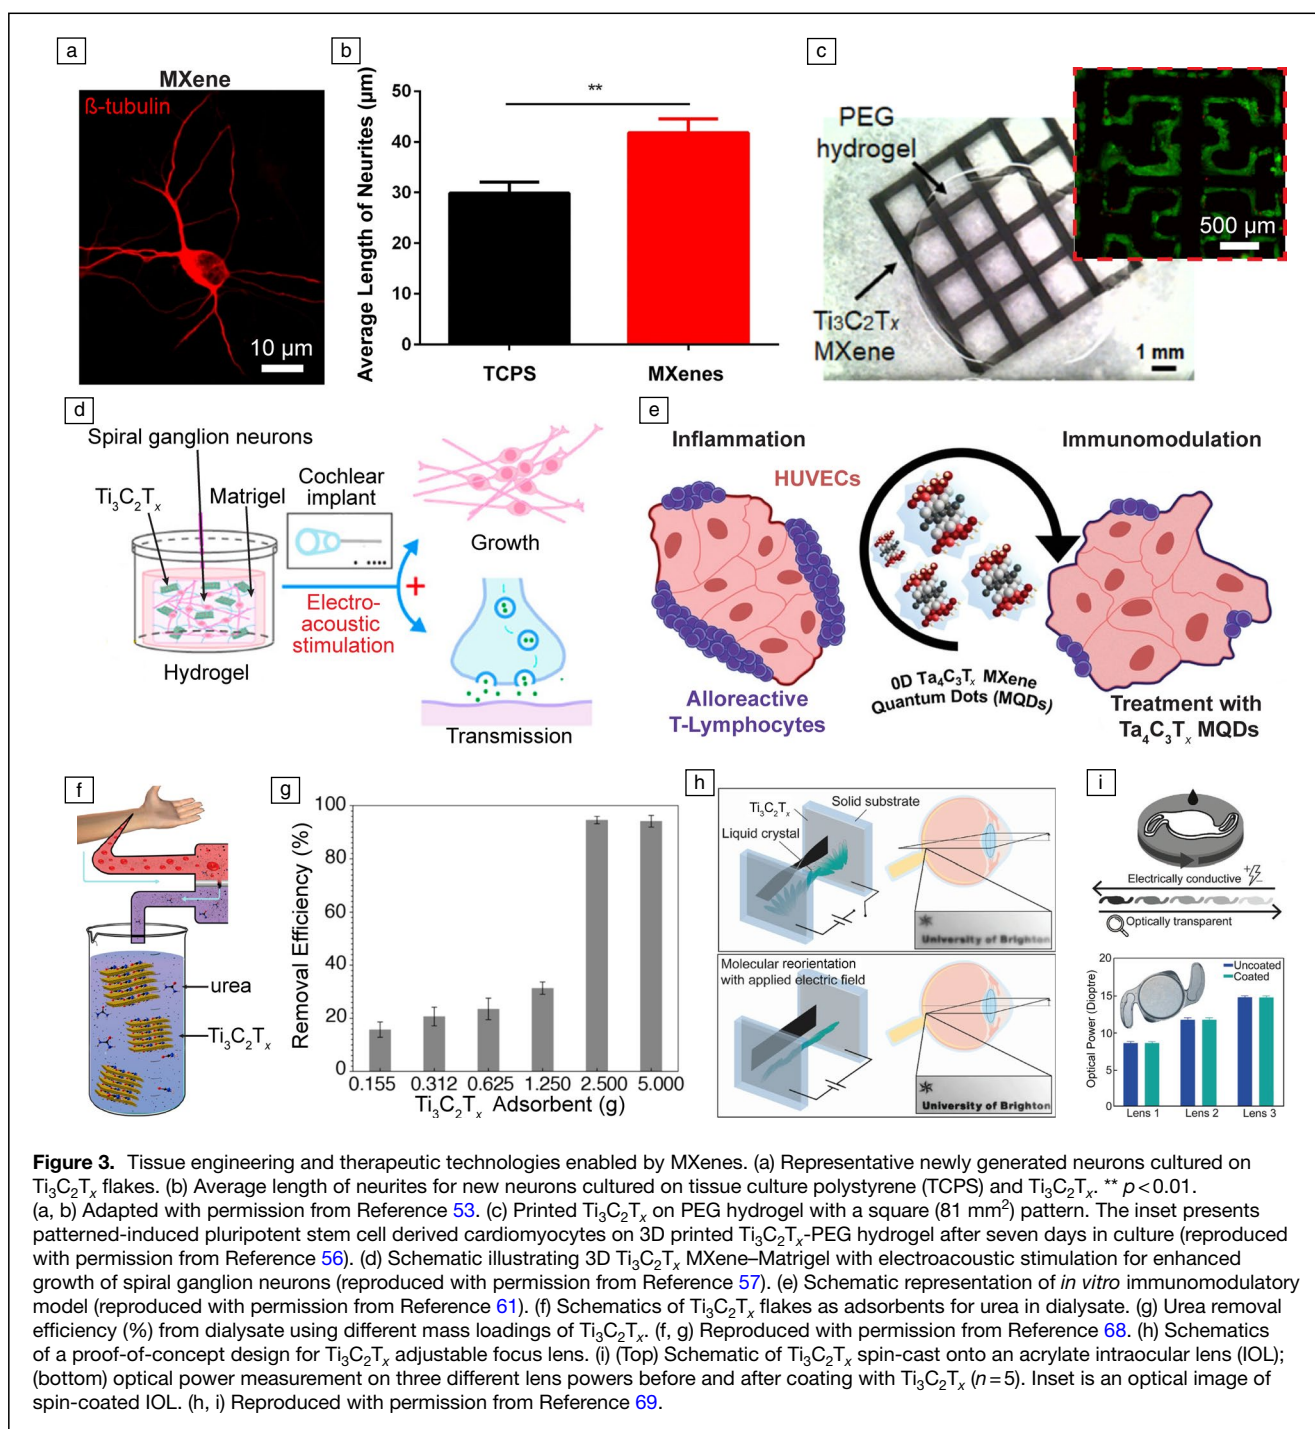 a
MXene
ß-tubulin
10 µm
b
Average Length of Neurites (µm)
50
40
30
20
10
0
**
TCPS
MXenes
c
PEG
hydrogel
Ti3C2Tx
MXene
500 µm
1 mm
d
Spiral ganglion neurons
Ti₃C₂Tₓ
Matrigel
Cochlear
implant
Hydrogel
+
Electro-
acoustic
stimulation
Growth
Transmission
e
Inflammation
HUVECs
Immunomodulation
Alloreactive
T-Lymphocytes
0D Ta₄C₃Tₓ MXene
Quantum Dots (MQDs)
Treatment with
Ta₄C₃Tₓ MQDs
f
urea
Ti₃C₂Tₓ
g
Removal Efficiency (%)
100
80
60
40
20
0
0.155 0.312 0.625 1.250 2.500 5.000
Ti₃C₂Tₓ Adsorbent (g)
h
Ti₃C₂Tₓ
Solid substrate
Liquid crystal
University of Brighton
Molecular reorientation
with applied electric field
University of Brighton
i
Electrically conductive
Optically transparent
Optical Power (Dioptre)
20
15
10
5
0
Uncoated
Coated
Lens 1 Lens 2 Lens 3
Figure 3. Tissue engineering and therapeutic technologies enabled by MXenes. (a) Representative newly generated neurons cultured on
Ti₃C₂Tₓ flakes. (b) Average length of neurites for new neurons cultured on tissue culture polystyrene (TCPS) and Ti₃C₂Tₓ. ** p < 0.01.
(a, b) Adapted with permission from Reference 53. (c) Printed Ti₃C₂Tₓ on PEG hydrogel with a square (81 mm²) pattern. The inset presents
patterned-induced pluripotent stem cell derived cardiomyocytes on 3D printed Ti₃C₂Tₓ-PEG hydrogel after seven days in culture (reproduced
with permission from Reference 56). (d) Schematic illustrating 3D Ti₃C₂Tₓ MXene–Matrigel with electroacoustic stimulation for enhanced
growth of spiral ganglion neurons (reproduced with permission from Reference 57). (e) Schematic representation of in vitro immunomodulatory
model (reproduced with permission from Reference 61). (f) Schematics of Ti₃C₂Tₓ flakes as adsorbents for urea in dialysate. (g) Urea removal
efficiency (%) from dialysate using different mass loadings of Ti₃C₂Tₓ. (f, g) Reproduced with permission from Reference 68. (h) Schematics
of a proof-of-concept design for Ti₃C₂Tₓ adjustable focus lens. (i) (Top) Schematic of Ti₃C₂Tₓ spin-cast onto an acrylate intraocular lens (IOL);
(bottom) optical power measurement on three different lens powers before and after coating with Ti₃C₂Tₓ (n = 5). Inset is an optical image of
spin-coated IOL. (h, i) Reproduced with permission from Reference 69.